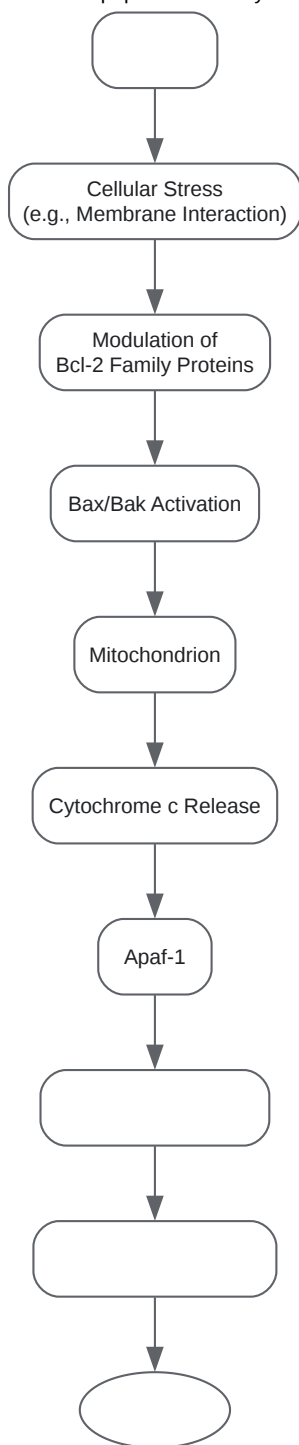 Cellular Stress
(e.g., Membrane Interaction)
Modulation of
Bcl-2 Family Proteins
Bax/Bak Activation
Mitochondrion
Cytochrome c Release
Apaf-1